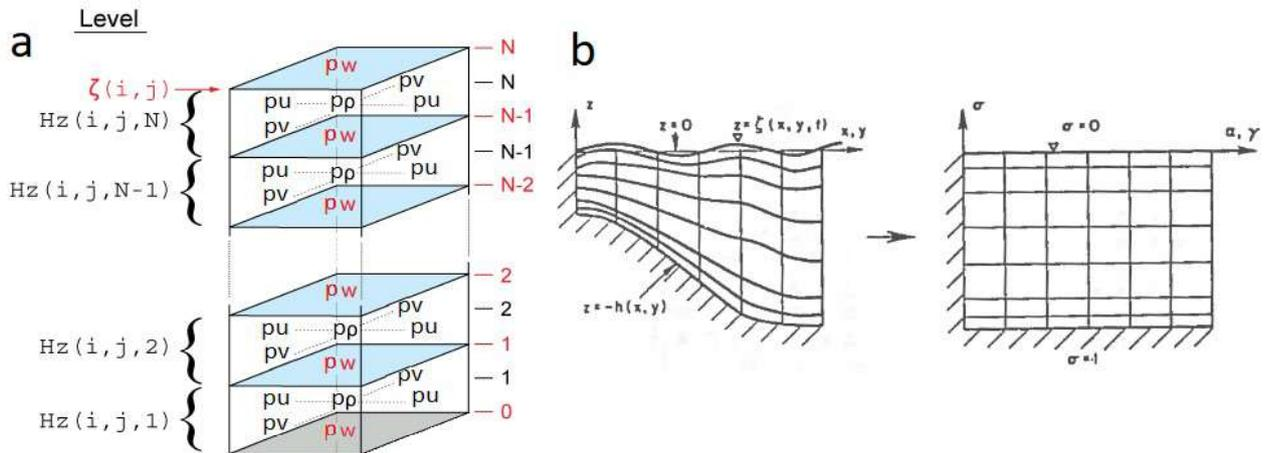 Level
a
N
pw
N
ζ(i,j)
pv
Hz(i,j,N)
pu
pρ
pu
pv
N-1
pw
N-1
pv
Hz(i,j,N-1)
pu
pρ
pu
pv
N-2
pw
2
pw
2
pv
pu
pρ
pu
Hz(i,j,2)
pv
1
pw
1
pv
Hz(i,j,1)
pu
pρ
pu
pv
0
pw
b
z
z=0
z=ζ(x,y,t)
x,y
z=-h(x,y)
σ
σ=0
α,γ
σ=-1